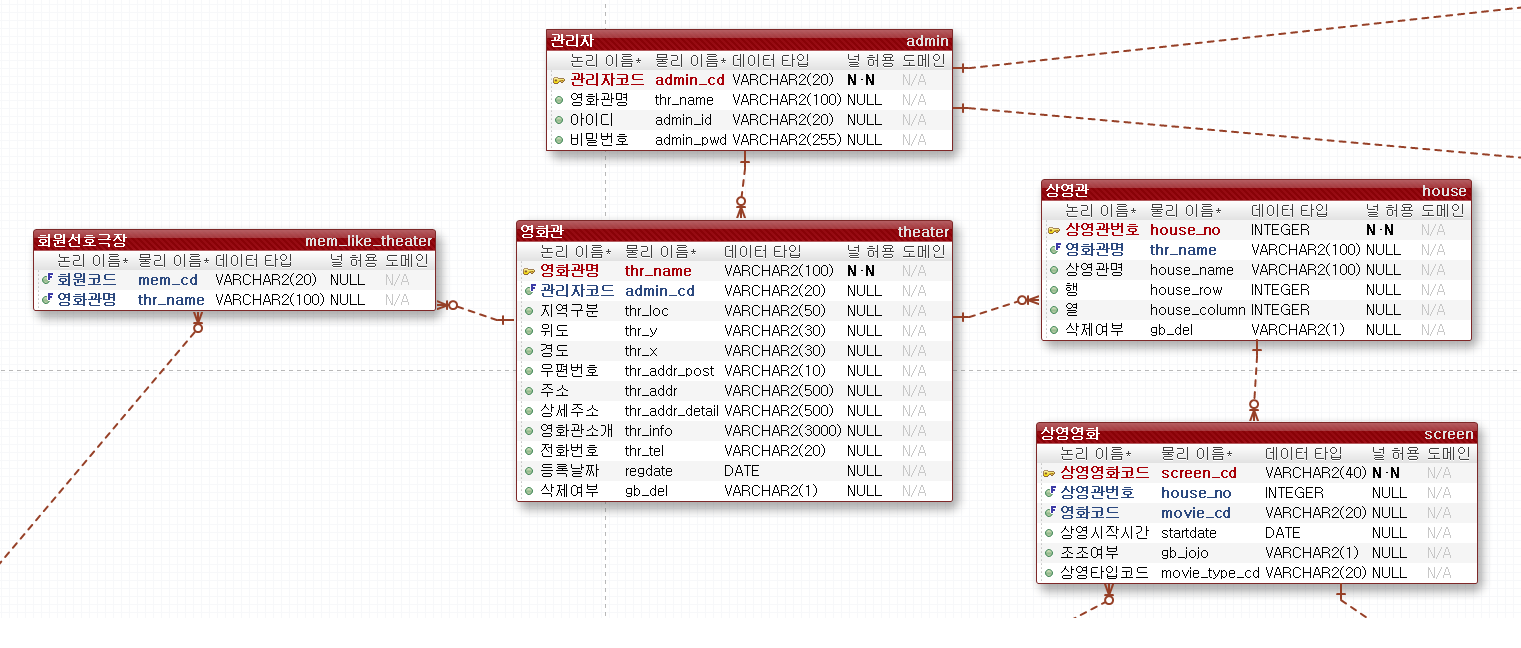 관리자 admin
논리 이름* 물리 이름* 데이터 타입 널 허용 도메인
관리자코드 admin_cd VARCHAR2(20) N·N N/A
영화관명 thr_name VARCHAR2(100) NULL N/A
아이디 admin_id VARCHAR2(20) NULL N/A
비밀번호 admin_pwd VARCHAR2(255) NULL N/A
회원선호극장 mem_like_theater
논리 이름* 물리 이름* 데이터 타입 널 허용 도메인
회원코드 mem_cd VARCHAR2(20) NULL N/A
영화관명 thr_name VARCHAR2(100) NULL N/A
영화관 theater
논리 이름* 물리 이름* 데이터 타입 널 허용 도메인
영화관명 thr_name VARCHAR2(100) N·N N/A
관리자코드 admin_cd VARCHAR2(20) NULL N/A
지역구분 thr_loc VARCHAR2(50) NULL N/A
위도 thr_y VARCHAR2(30) NULL N/A
경도 thr_x VARCHAR2(30) NULL N/A
우편번호 thr_addr_post VARCHAR2(10) NULL N/A
주소 thr_addr VARCHAR2(500) NULL N/A
상세주소 thr_addr_detail VARCHAR2(500) NULL N/A
영화관소개 thr_info VARCHAR2(3000) NULL N/A
전화번호 thr_tel VARCHAR2(20) NULL N/A
등록날짜 regdate DATE NULL N/A
삭제여부 gb_del VARCHAR2(1) NULL N/A
상영관 house
논리 이름* 물리 이름* 데이터 타입 널 허용 도메인
상영관번호 house_no INTEGER N·N N/A
영화관명 thr_name VARCHAR2(100) NULL N/A
상영관명 house_name VARCHAR2(100) NULL N/A
행 house_row INTEGER NULL N/A
열 house_column INTEGER NULL N/A
삭제여부 gb_del VARCHAR2(1) NULL N/A
상영영화 screen
논리 이름* 물리 이름* 데이터 타입 널 허용 도메인
상영영화코드 screen_cd VARCHAR2(40) N·N N/A
상영관번호 house_no INTEGER NULL N/A
영화코드 movie_cd VARCHAR2(20) NULL N/A
상영시작시간 startdate DATE NULL N/A
조조여부 gb_jojo VARCHAR2(1) NULL N/A
상영타입코드 movie_type_cd VARCHAR2(20) NULL N/A